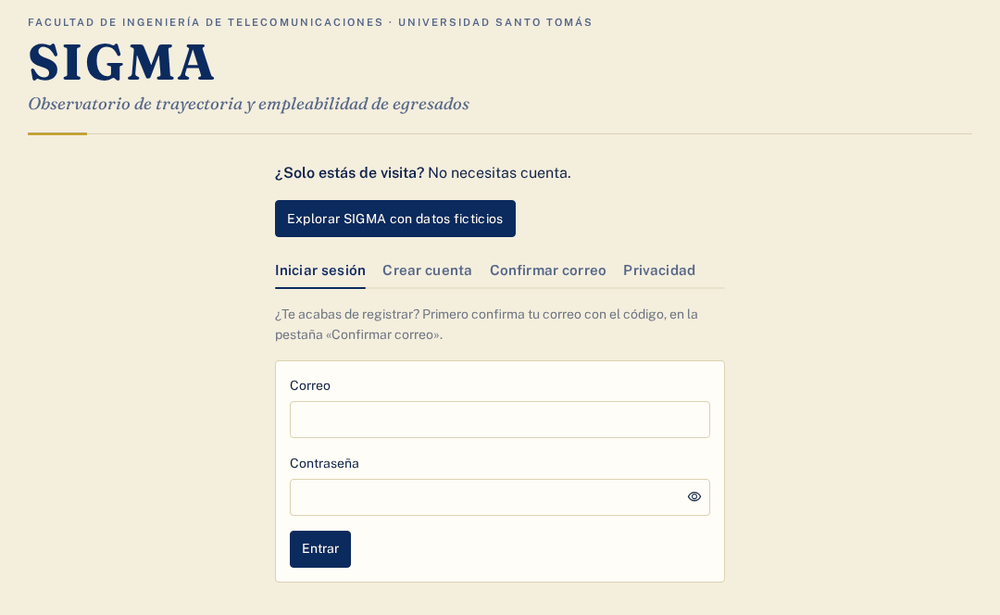 FACULTAD DE INGENIERÍA DE TELECOMUNICACIONES · UNIVERSIDAD SANTO TOMÁS
SIGMA
Observatorio de trayectoria y empleabilidad de egresados
¿Solo estás de visita? No necesitas cuenta.
Explorar SIGMA con datos ficticios
Iniciar sesión Crear cuenta Confirmar correo Privacidad
¿Te acabas de registrar? Primero confirma tu correo con el código, en la
pestaña «Confirmar correo».
Correo
Contraseña
Entrar